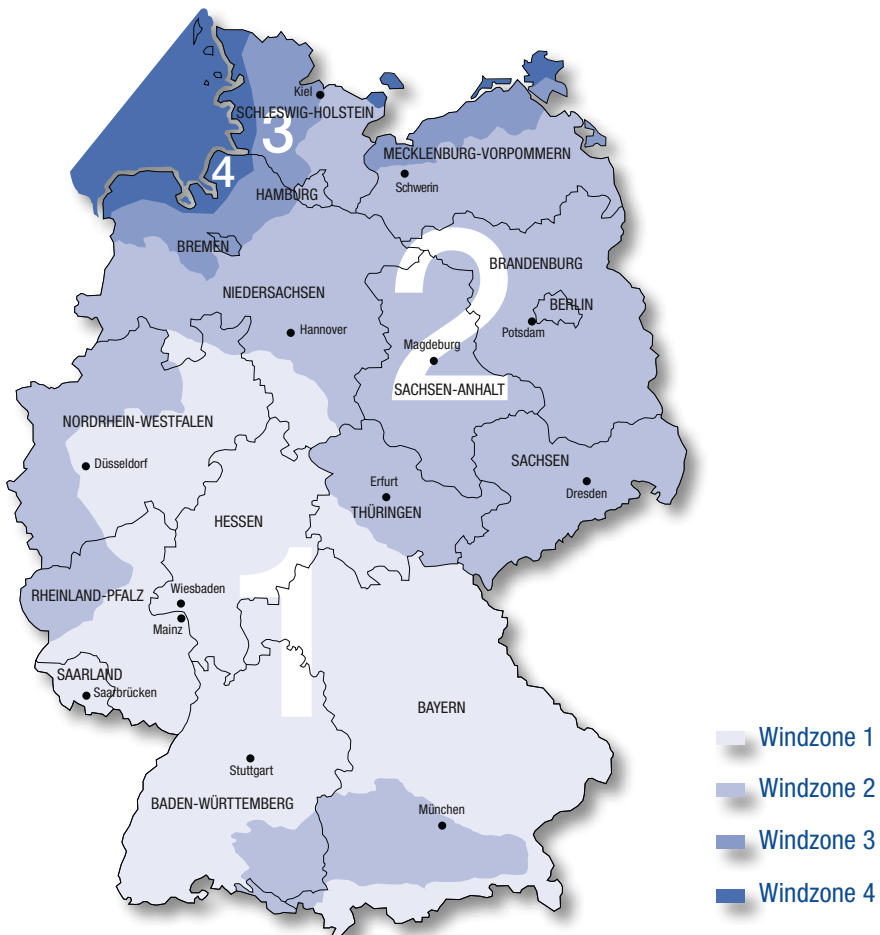 Kiel
SCHLESWIG-HOLSTEIN
3
MECKLENBURG-VORPOMMERN
4
Schwerin
HAMBURG
BREMEN
2
BRANDENBURG
NIEDERSACHSEN
BERLIN
Hannover
Potsdam
Magdeburg
SACHSEN-ANHALT
NORDRHEIN-WESTFALEN
Düsseldorf
SACHSEN
Erfurt
Dresden
THÜRINGEN
HESSEN
1
Wiesbaden
RHEINLAND-PFALZ
Mainz
SAARLAND
Saarbrücken
BAYERN
Windzone 1
Stuttgart
Windzone 2
BADEN-WÜRTTEMBERG
München
Windzone 3
Windzone 4